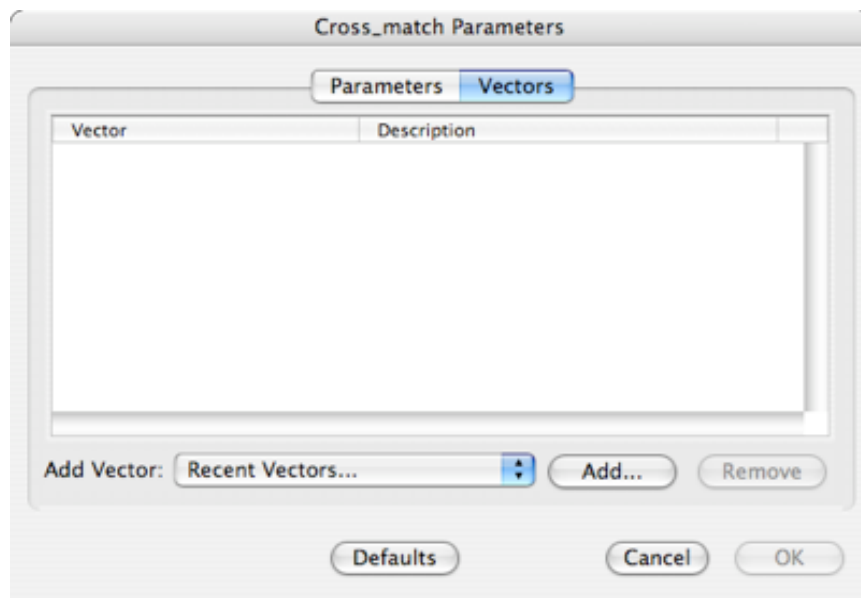 Cross_match Parameters
Parameters Vectors
Vector Description
Add Vector: Recent Vectors... Add... Remove
Defaults Cancel OK